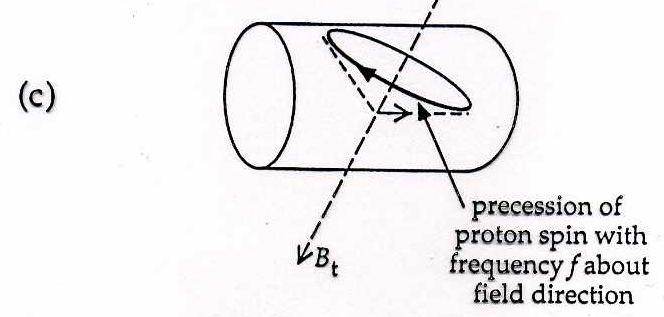 (c)
B_t
precession of
proton spin with
frequency f about
field direction